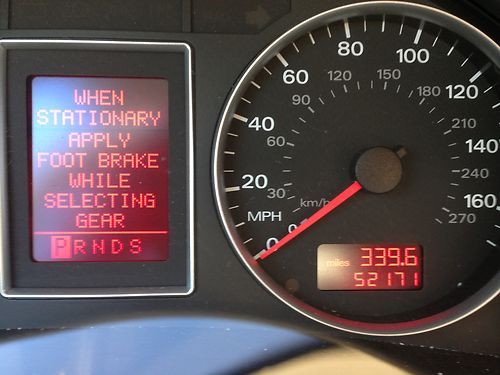 WHEN
STATIONARY
APPLY
FOOT BRAKE
WHILE
SELECTING
GEAR
P R N D S
0 20 40 60 80 100 120 140 160
MPH
0 30 60 90 120 150 180 210 240 270
km/h
miles 339.6
52171